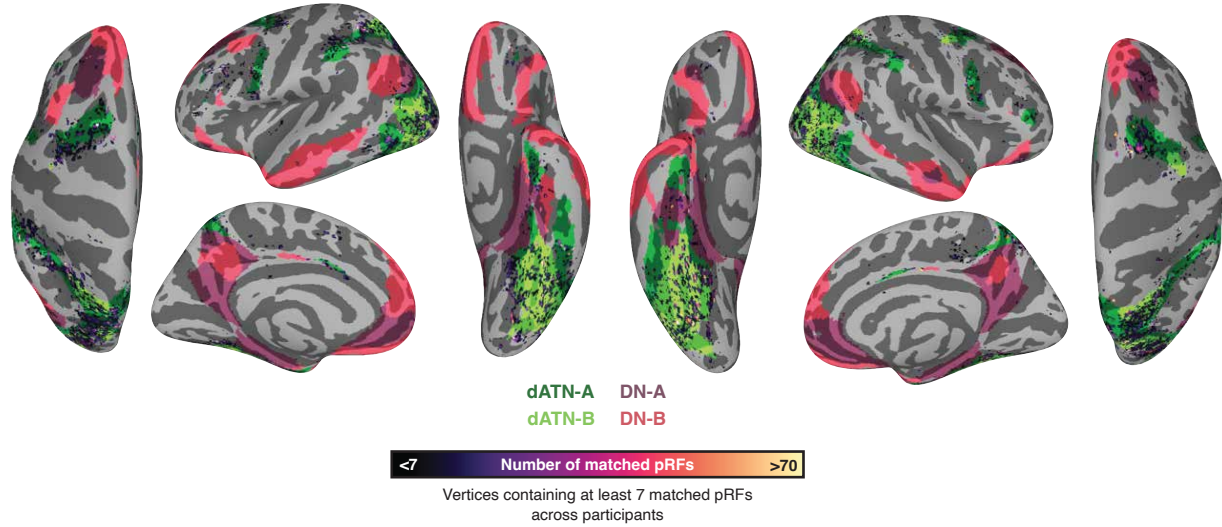 dATN-A DN-A
dATN-B DN-B
<7 Number of matched pRFs >70
Vertices containing at least 7 matched pRFs
across participants